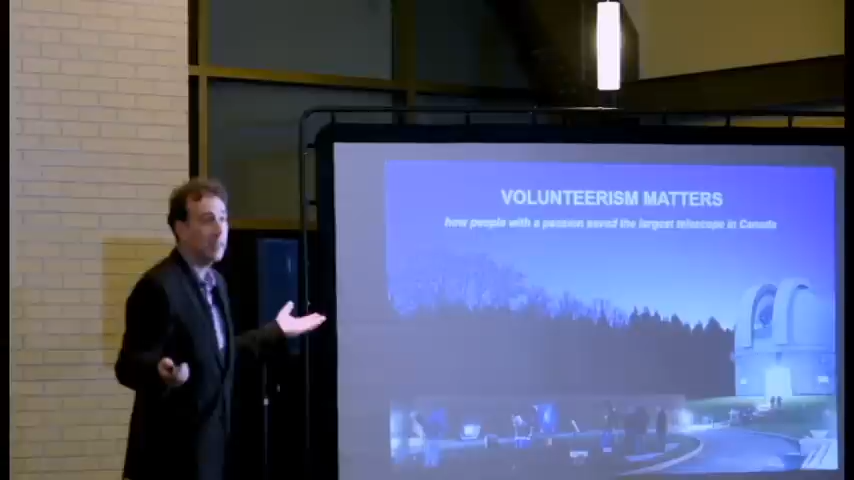 VOLUNTEERISM MATTERS
how people with a passion saved the largest telescope in Canada